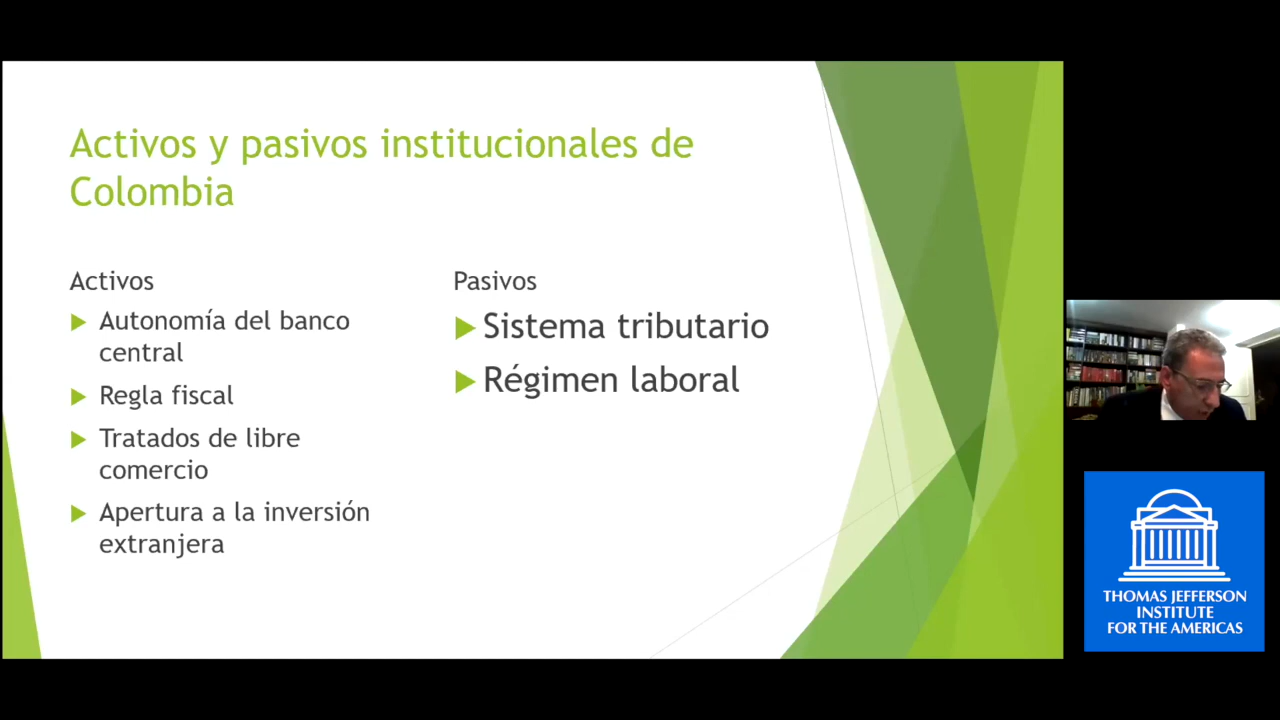 Activos y pasivos institucionales de
Colombia
Activos
Autonomía del banco
central
Regla fiscal
Tratados de libre
comercio
Apertura a la inversión
extranjera
Pasivos
Sistema tributario
Régimen laboral
THOMAS JEFFERSON
INSTITUTE
FOR THE AMERICAS